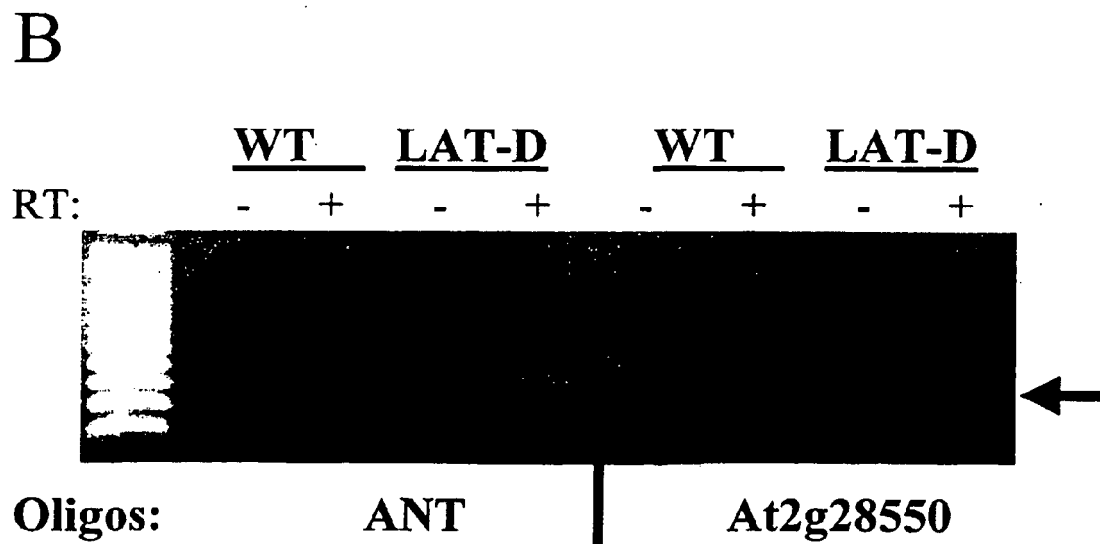 B
WT LAT-D WT LAT-D
RT: - + - + - + - +
Oligos: ANT At2g28550